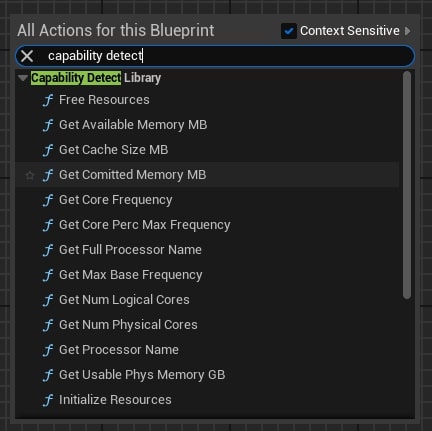 All Actions for this Blueprint
Context Sensitive
capability detect
Capability Detect Library
Free Resources
Get Available Memory MB
Get Cache Size MB
Get Comitted Memory MB
Get Core Frequency
Get Core Perc Max Frequency
Get Full Processor Name
Get Max Base Frequency
Get Num Logical Cores
Get Num Physical Cores
Get Processor Name
Get Usable Phys Memory GB
Initialize Resources